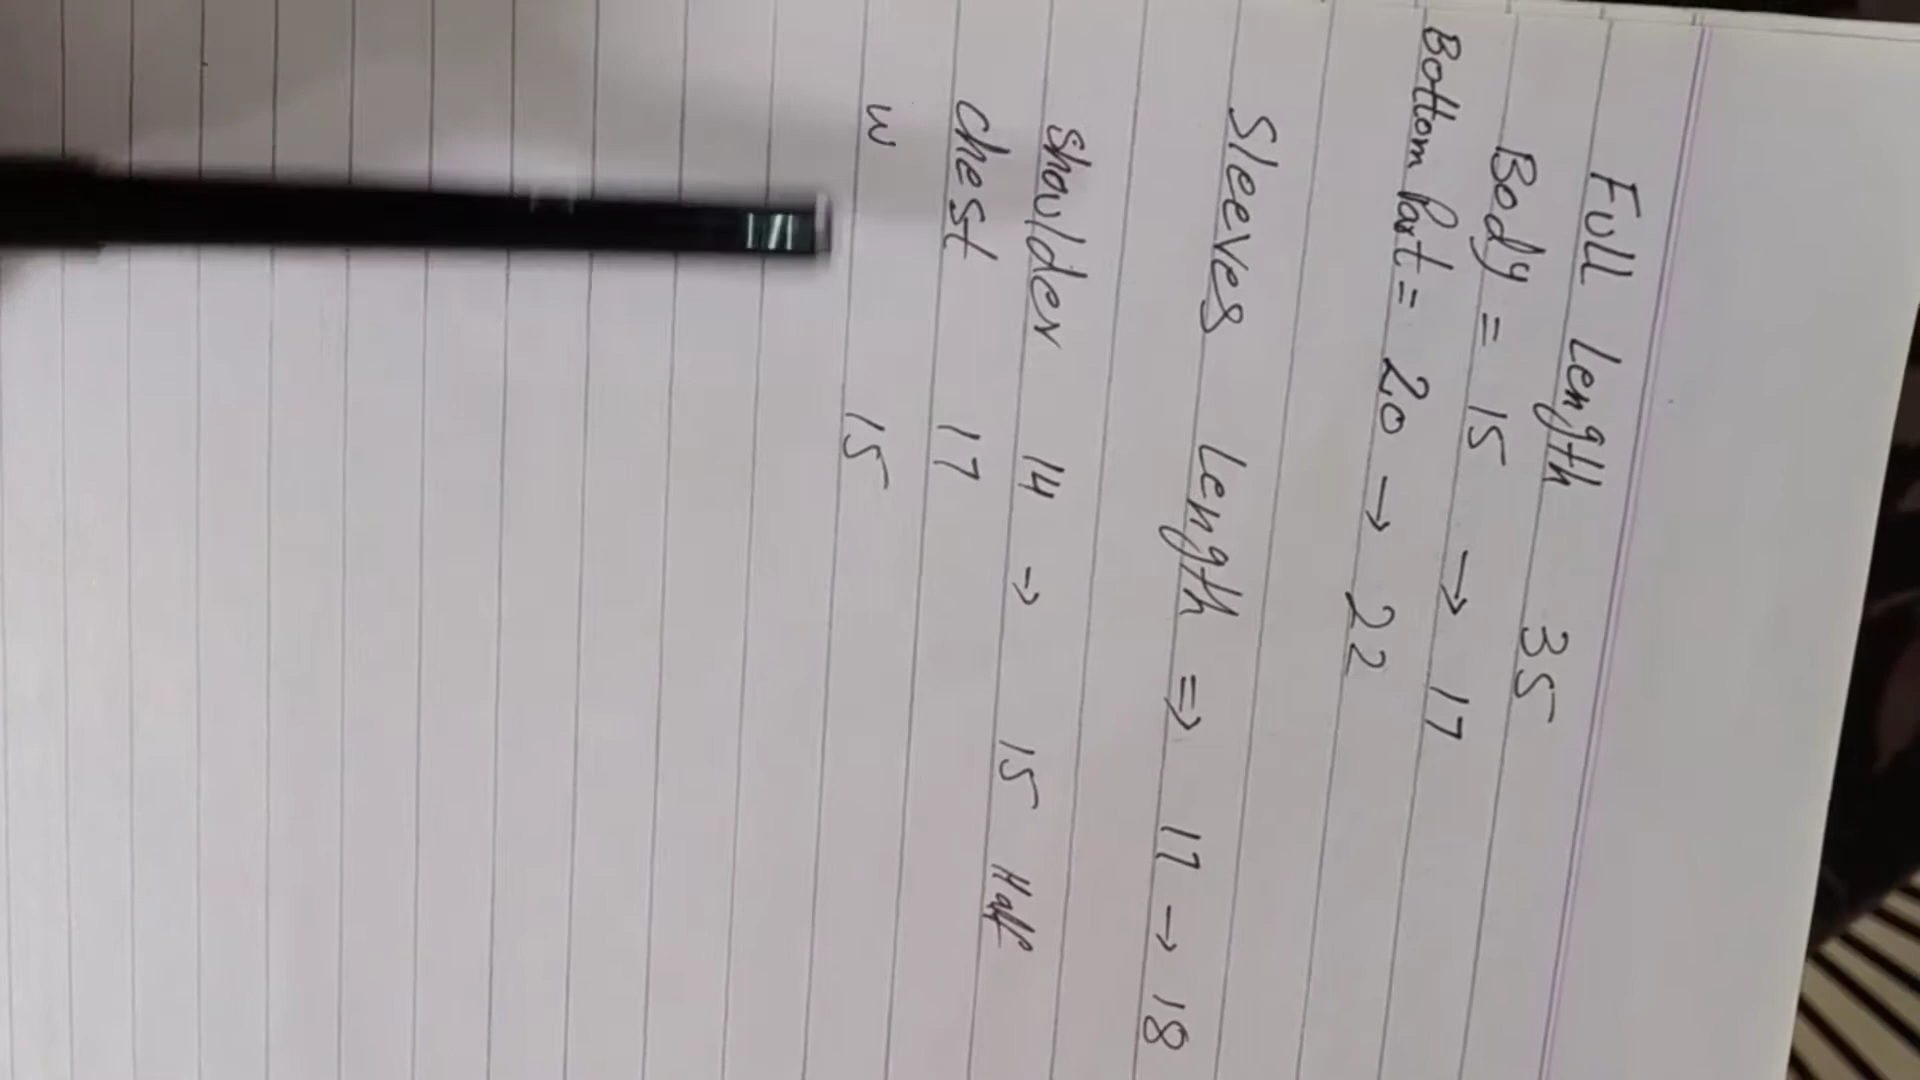 Full Length 35
Body = 15 → 17
Bottom Part = 20 → 22
Sleeves Length ⇒ 17 → 18
Shoulder 14 → 15 Half
Chest 17
W 15